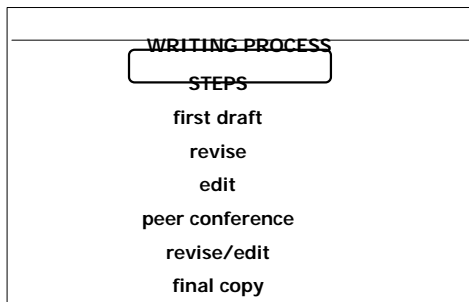 WRITING PROCESS
STEPS
first draft
revise
edit
peer conference
revise/edit
final copy